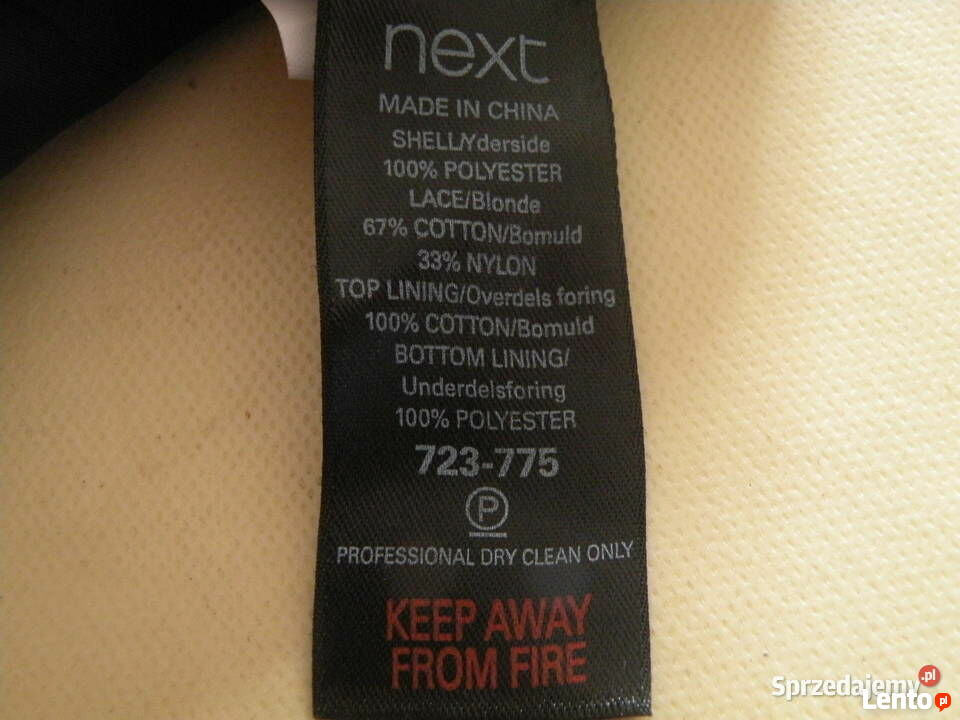 next
MADE IN CHINA
SHELL/Yderside
100% POLYESTER
LACE/Blonde
67% COTTON/Bomuld
33% NYLON
TOP LINING/Overdels foring
100% COTTON/Bomuld
BOTTOM LINING/
Underdelsforing
100% POLYESTER
723-775
P
PROFESSIONAL DRY CLEAN ONLY
KEEP AWAY
FROM FIRE
Sprzedajemy.pl
Lento.pl